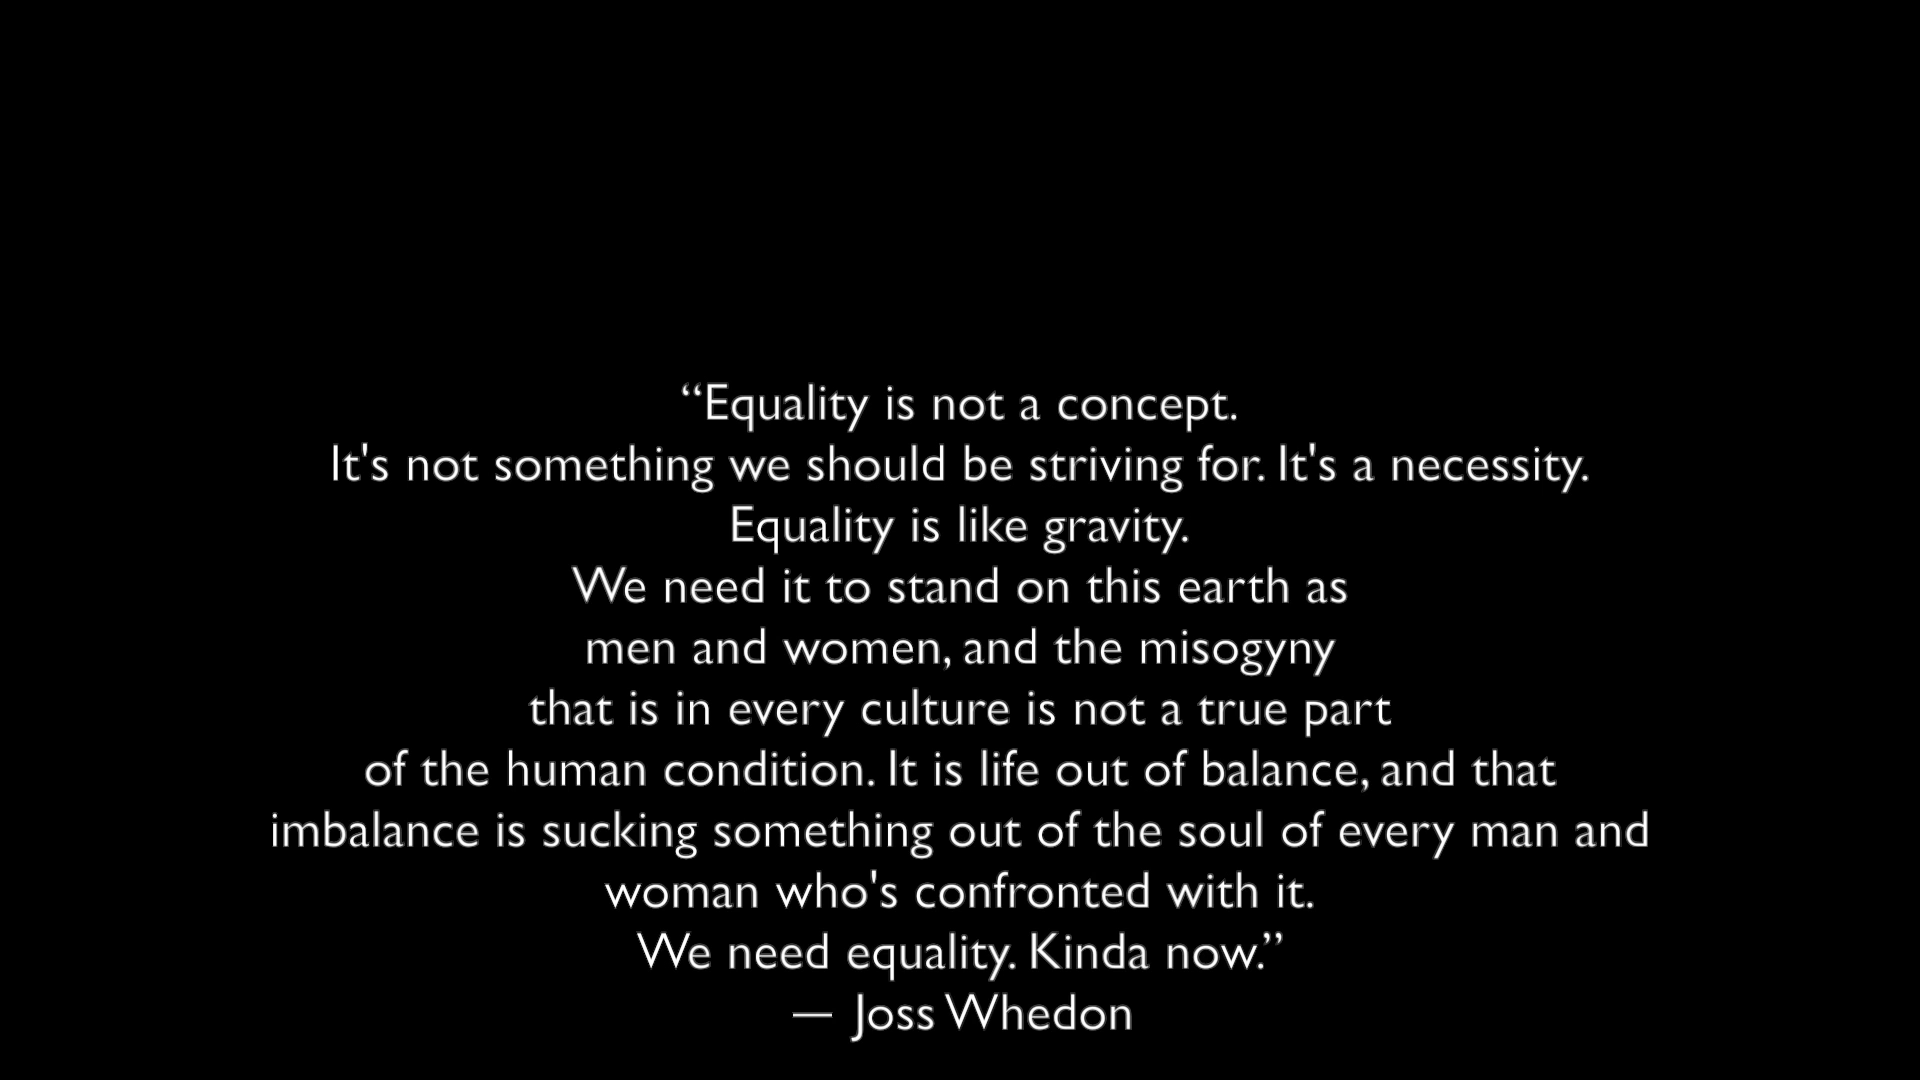 “Equality is not a concept.
It's not something we should be striving for. It's a necessity.
Equality is like gravity.
We need it to stand on this earth as
men and women, and the misogyny
that is in every culture is not a true part
of the human condition. It is life out of balance, and that
imbalance is sucking something out of the soul of every man and
woman who's confronted with it.
We need equality. Kinda now.”
— Joss Whedon